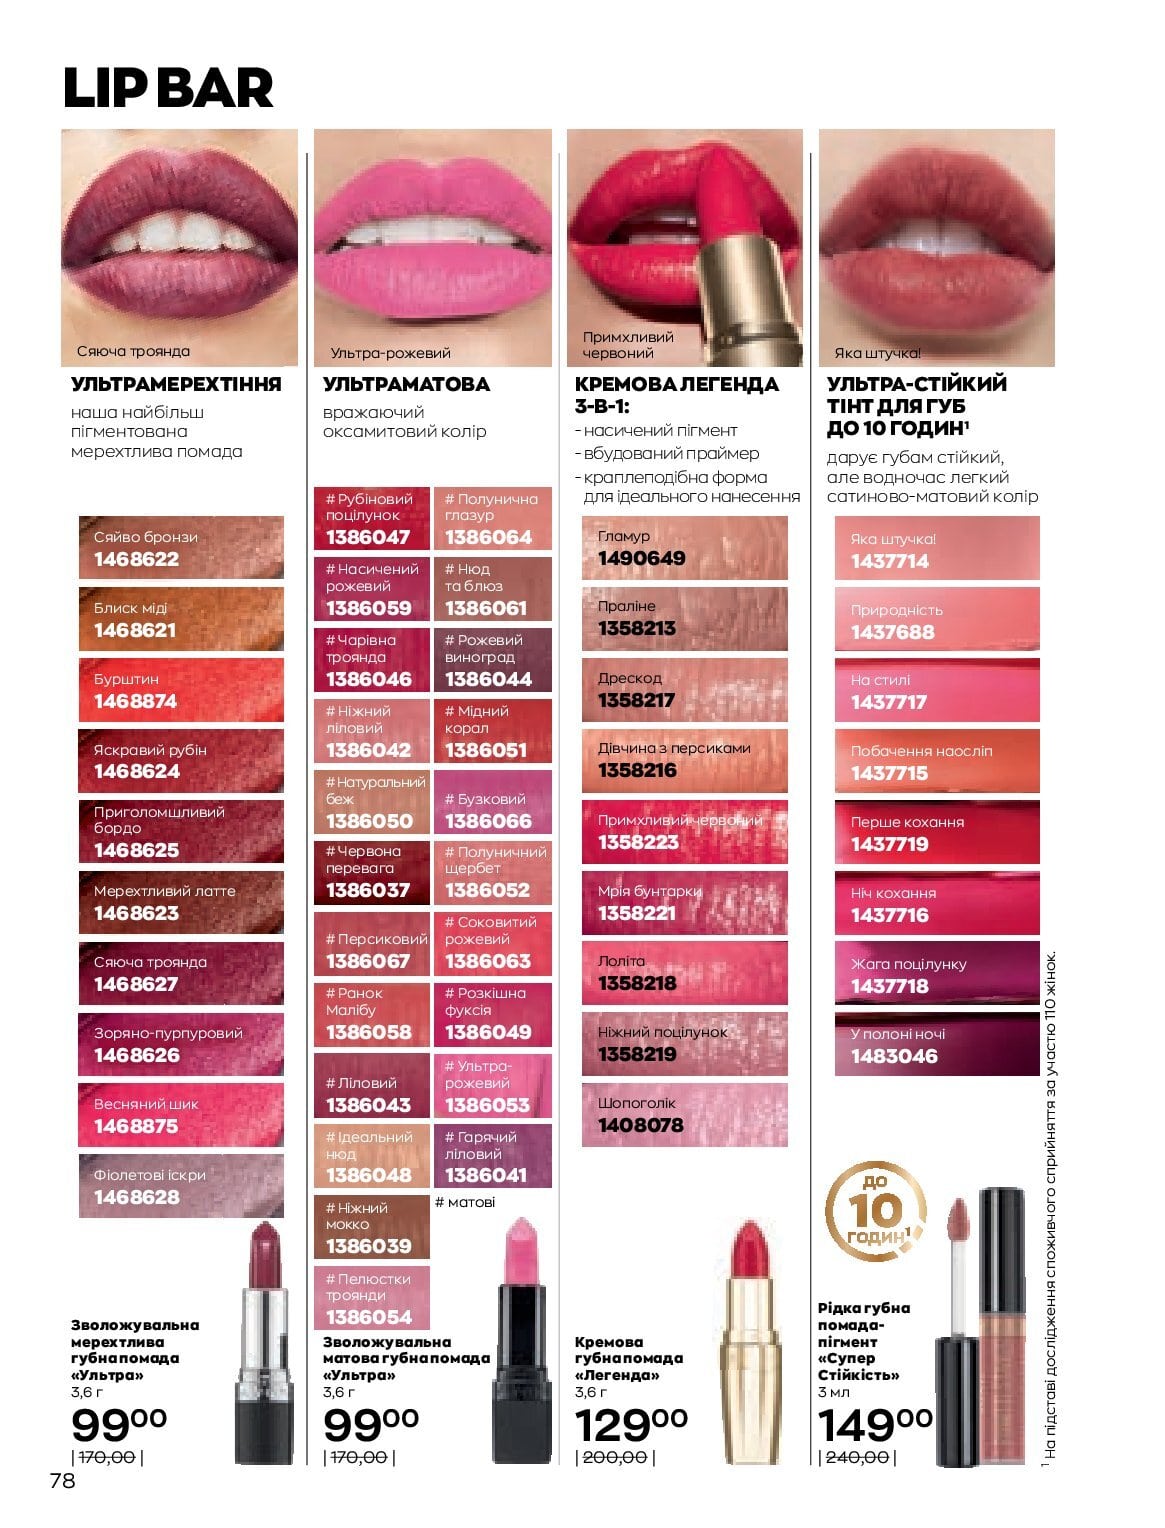 LIP BAR
Сяюча троянда
УЛЬТРАМЕРЕХТІННЯ
наша найбільш
пігментована
мерехтлива помада
Сяйво бронзи
1468622
Блиск міді
1468621
Бурштин
1468874
Яскравий рубін
1468624
Приголомшливий
бордо
1468625
Мерехтливий латте
1468623
Сяюча троянда
1468627
Зоряно-пурпуровий
1468626
Весняний шик
1468875
Фіолетові іскри
1468628
Зволожувальна
мерехтлива
губна помада
«Ультра»
3,6 г
99 00
| 170,00 |
Ультра-рожевий
УЛЬТРАМАТОВА
вражаючий
оксамитовий колір
# Рубіновий
поцілунок
1386047
# Полунична
глазур
1386064
# Насичений
рожевий
1386059
# Нюд
та блюз
1386061
# Чарівна
троянда
1386046
# Рожевий
виноград
1386044
# Ніжний
ліловий
1386042
# Мідний
корал
1386051
# Натуральний
беж
1386050
# Бузковий
1386066
# Червона
перевага
1386037
# Полуничний
щербет
1386052
# Персиковий
1386067
# Соковитий
рожевий
1386063
# Ранок
Малібу
1386058
# Розкішна
фуксія
1386049
# Ліловий
1386043
# Ультра-
рожевий
1386053
# Ідеальний
нюд
1386048
# Гарячий
ліловий
1386041
# Ніжний
мокко
1386039
# матові
# Пелюстки
троянди
1386054
Зволожувальна
матова губна помада
«Ультра»
3,6 г
99 00
| 170,00 |
Примхливий
червоний
КРЕМОВА ЛЕГЕНДА
3-В-1:
- насичений пігмент
- вбудований праймер
- краплеподібна форма
для ідеального нанесення
Гламур
1490649
Праліне
1358213
Дрескод
1358217
Дівчина з персиками
1358216
Примхливий червоний
1358223
Мрія бунтарки
1358221
Лоліта
1358218
Ніжний поцілунок
1358219
Шопоголік
1408078
Кремова
губна помада
«Легенда»
3,6 г
129 00
| 200,00 |
Яка штучка!
УЛЬТРА-СТІЙКИЙ
ТІНТ ДЛЯ ГУБ
ДО 10 ГОДИН¹
дарує губам стійкий,
але водночас легкий
сатиново-матовий колір
Яка штучка!
1437714
Природність
1437688
На стилі
1437717
Побачення наосліп
1437715
Перше кохання
1437719
Ніч кохання
1437716
Жага поцілунку
1437718
У полоні ночі
1483046
ДО
10
ГОДИН¹
Рідка губна
помада-
пігмент
«Супер
Стійкість»
3 мл
149 00
| 240,00 |
¹ На підставі дослідження споживчого сприйняття за участю 110 жінок.
78